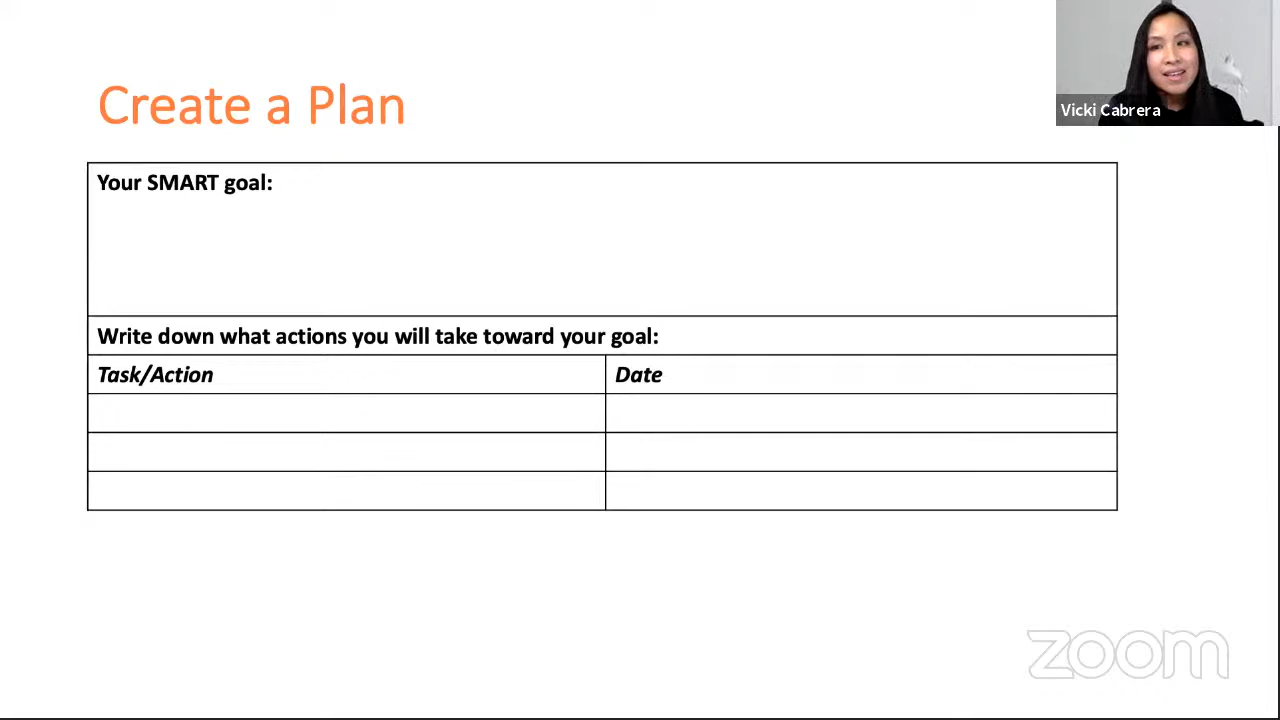 Create a Plan
Vicki Cabrera
Your SMART goal:
Write down what actions you will take toward your goal:
Task/Action
Date
zoom